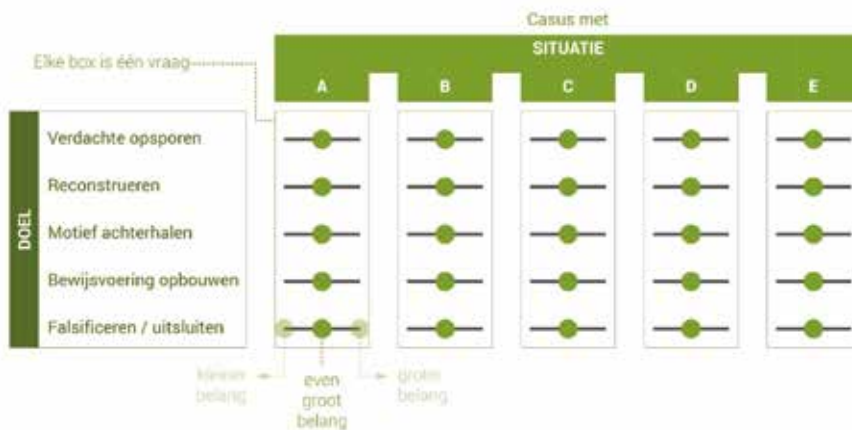 Casus met
SITUATIE
Elke box is één vraag
A B C D E
DOEL
Verdachte opsporen
Reconstrueren
Motief achterhalen
Bewijsvoering opbouwen
Falsificeren / uitsluiten
kleiner
belang
even
groot
belang
groter
belang